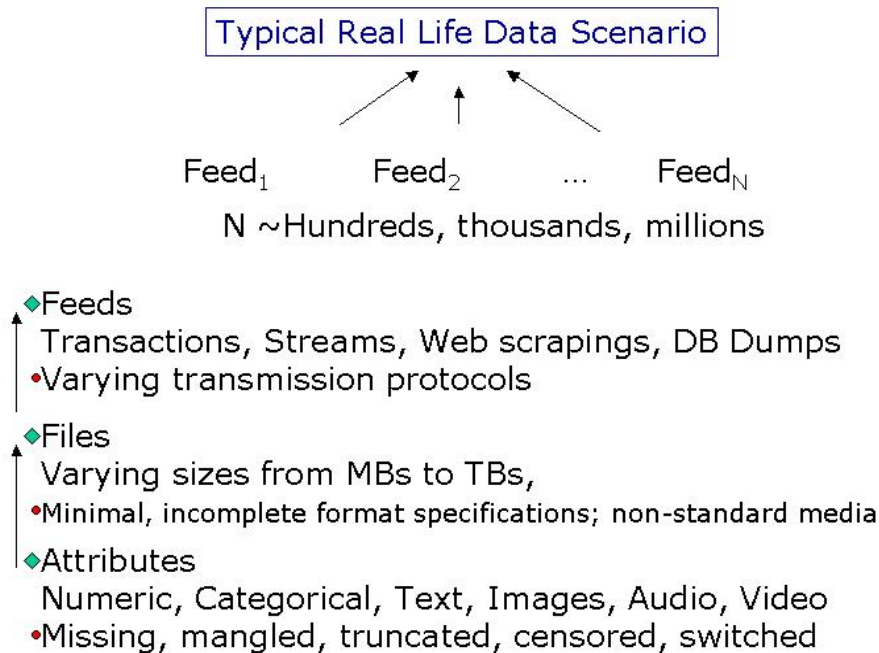 Typical Real Life Data Scenario
Feed₁ Feed₂ ... Feed_N
N ~Hundreds, thousands, millions
Feeds
Transactions, Streams, Web scrapings, DB Dumps
•Varying transmission protocols
Files
Varying sizes from MBs to TBs,
•Minimal, incomplete format specifications; non-standard media
Attributes
Numeric, Categorical, Text, Images, Audio, Video
•Missing, mangled, truncated, censored, switched